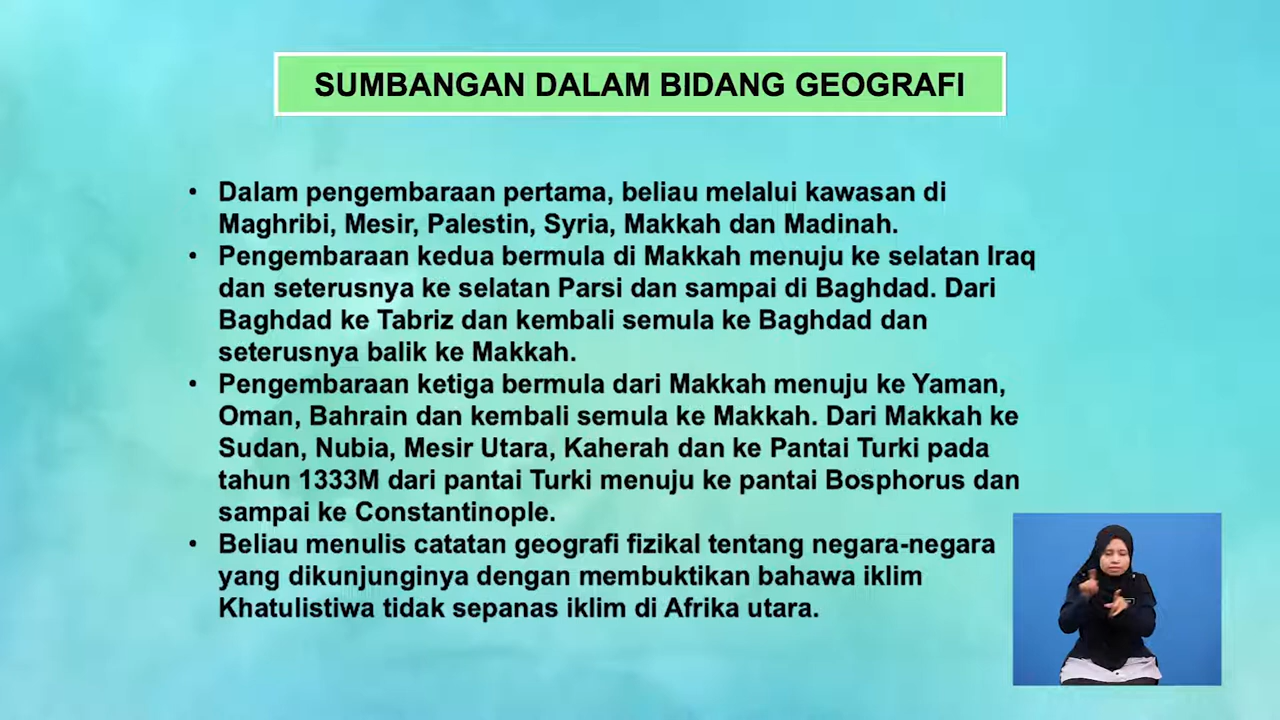 SUMBANGAN DALAM BIDANG GEOGRAFI
• Dalam pengembaraan pertama, beliau melalui kawasan di
Maghribi, Mesir, Palestin, Syria, Makkah dan Madinah.
• Pengembaraan kedua bermula di Makkah menuju ke selatan Iraq
dan seterusnya ke selatan Parsi dan sampai di Baghdad. Dari
Baghdad ke Tabriz dan kembali semula ke Baghdad dan
seterusnya balik ke Makkah.
• Pengembaraan ketiga bermula dari Makkah menuju ke Yaman,
Oman, Bahrain dan kembali semula ke Makkah. Dari Makkah ke
Sudan, Nubia, Mesir Utara, Kaherah dan ke Pantai Turki pada
tahun 1333M dari pantai Turki menuju ke pantai Bosphorus dan
sampai ke Constantinople.
• Beliau menulis catatan geografi fizikal tentang negara-negara
yang dikunjunginya dengan membuktikan bahawa iklim
Khatulistiwa tidak sepanas iklim di Afrika utara.